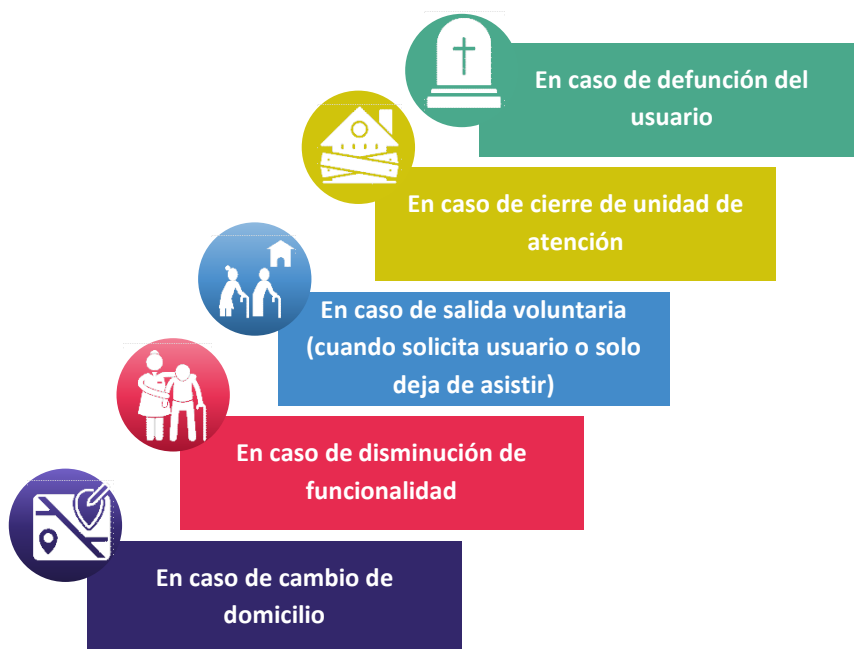 En caso de defunción del
usuario
En caso de cierre de unidad de
atención
En caso de salida voluntaria
(cuando solicita usuario o solo
deja de asistir)
En caso de disminución de
funcionalidad
En caso de cambio de
domicilio